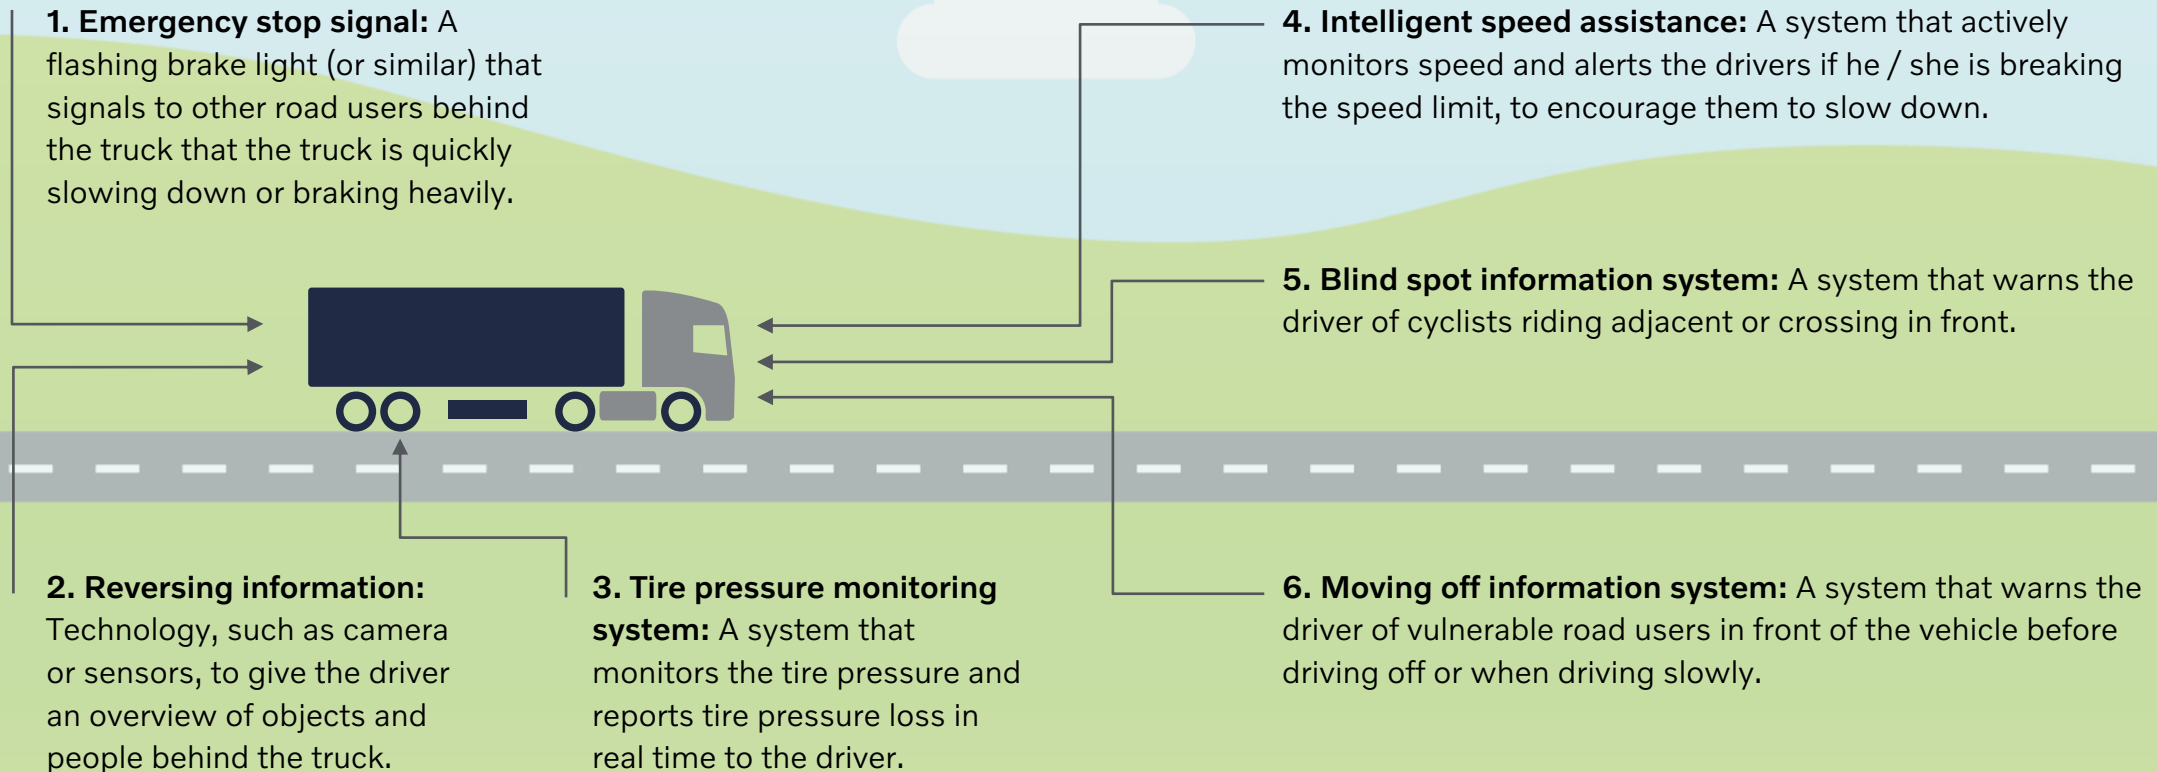 1. Emergency stop signal: A
flashing brake light (or similar) that
signals to other road users behind
the truck that the truck is quickly
slowing down or braking heavily.
2. Reversing information:
Technology, such as camera
or sensors, to give the driver
an overview of objects and
people behind the truck.
3. Tire pressure monitoring
system: A system that
monitors the tire pressure and
reports tire pressure loss in
real time to the driver.
4. Intelligent speed assistance: A system that actively
monitors speed and alerts the drivers if he / she is breaking
the speed limit, to encourage them to slow down.
5. Blind spot information system: A system that warns the
driver of cyclists riding adjacent or crossing in front.
6. Moving off information system: A system that warns the
driver of vulnerable road users in front of the vehicle before
driving off or when driving slowly.